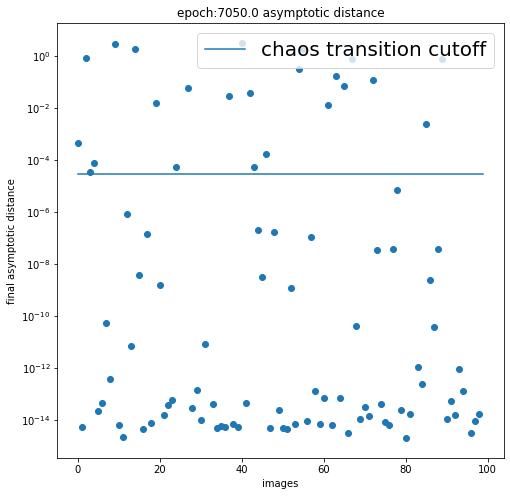 epoch:7050.0 asymptotic distance
chaos transition cutoff
10^0
10^-2
10^-4
10^-6
10^-8
10^-10
10^-12
10^-14
final asymptotic distance
0 20 40 60 80 100
images